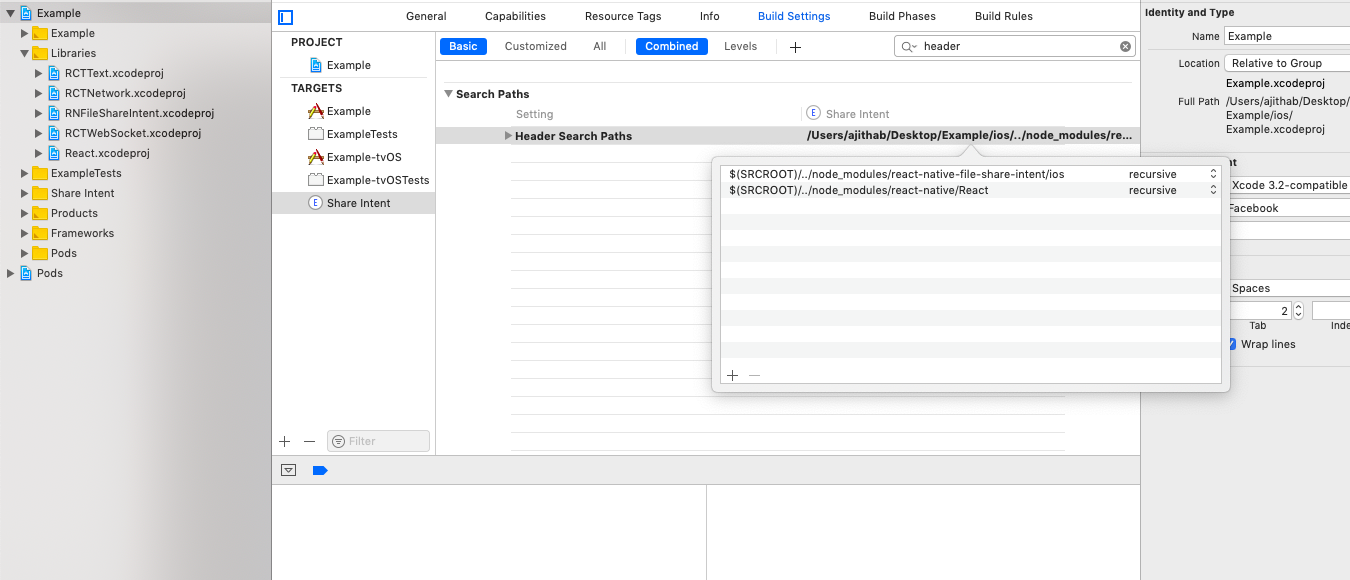 Example
Example
Libraries
RCTText.xcodeproj
RCTNetwork.xcodeproj
RNFileShareIntent.xcodeproj
RCTWebSocket.xcodeproj
React.xcodeproj
ExampleTests
Share Intent
Products
Frameworks
Pods
Pods
General Capabilities Resource Tags Info Build Settings Build Phases Build Rules
PROJECT
Example
TARGETS
Example
ExampleTests
Example-tvOS
Example-tvOSTests
E Share Intent
Filter
Basic Customized All Combined Levels + header
Search Paths
Setting E Share Intent
Header Search Paths /Users/ajithab/Desktop/Example/ios/../node_modules/re...
$(SRCROOT)/../node_modules/react-native-file-share-intent/ios recursive
$(SRCROOT)/../node_modules/react-native/React recursive
Identity and Type
Name Example
Location Relative to Group
Example.xcodeproj
Full Path /Users/ajithab/Desktop/
Example/ios/
Example.xcodeproj
nt
Xcode 3.2-compatible
Facebook
Spaces
2
Tab Inde
Wrap lines